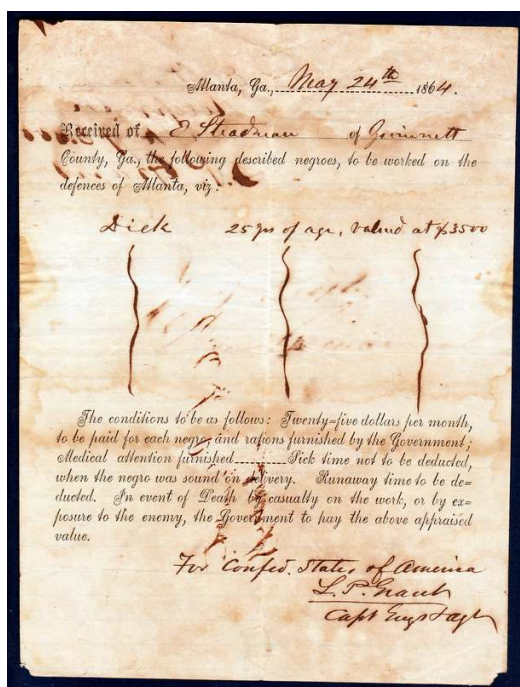 Atlanta, Ga., May 24th 1864.
Received of E Steadman of Gwinnett
County, Ga., the following described negroes, to be worked on the
defences of Atlanta, viz:
Dick 25 yrs of age, valued at $3500
The conditions to be as follows: Twenty=five dollars per month,
to be paid for each negro, and rations furnished by the Government;
Medical attention furnished Sick time not to be deducted,
when the negro was sound on delivery. Runaway time to be de=
ducted. In event of Death by casualty on the work, or by ex=
posure to the enemy, the Government to pay the above appraised
value.
For Confed. States of America
L. P. Grant
Capt Engs